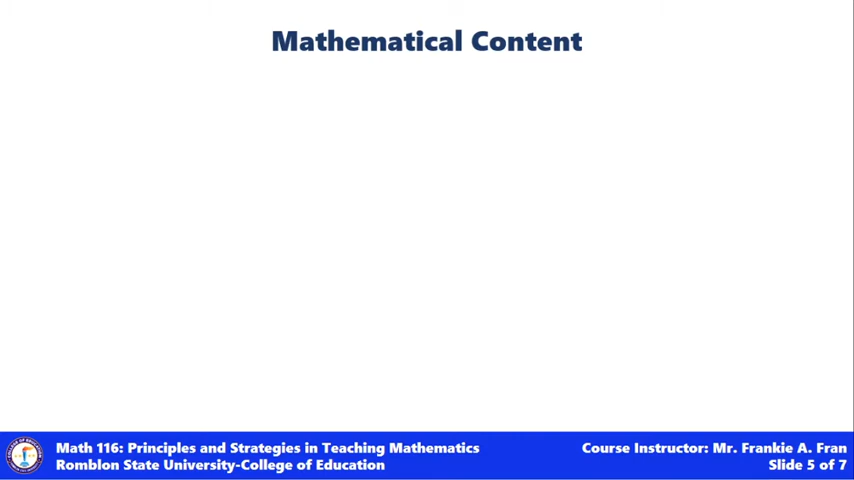 Mathematical Content
Math 116: Principles and Strategies in Teaching Mathematics
Romblon State University-College of Education
Course Instructor: Mr. Frankie A. Fran
Slide 5 of 7